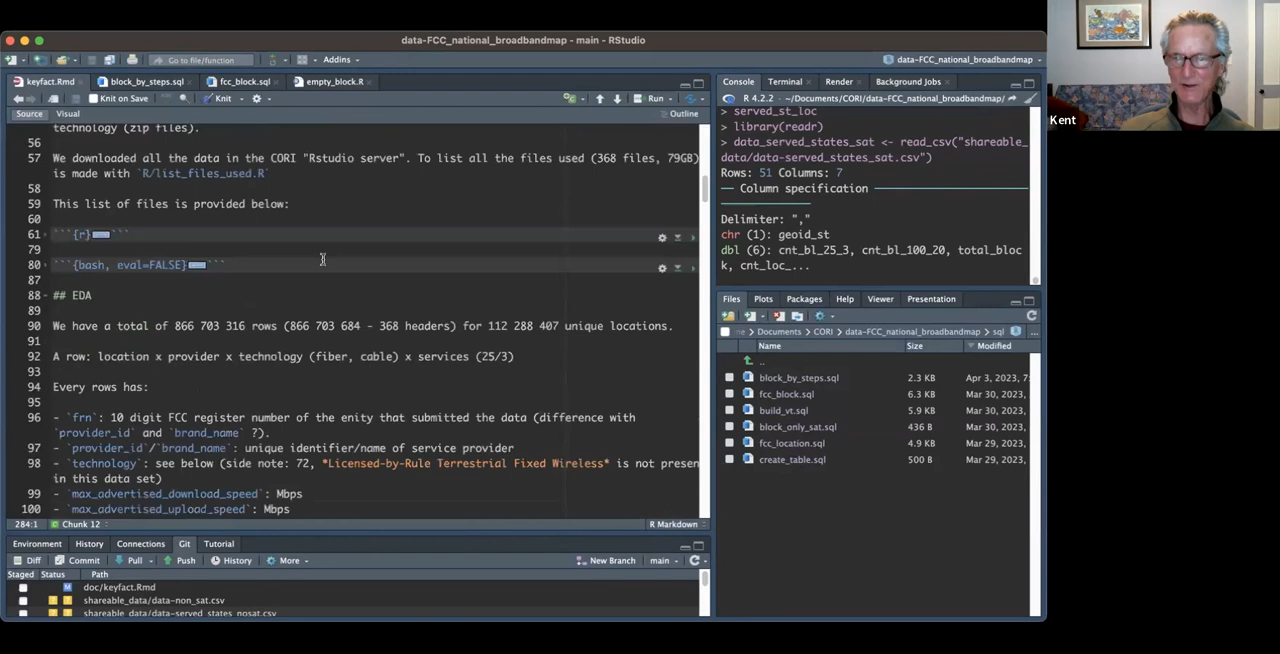 data-FCC_national_broadbandmap - main - RStudio
Go to file/function
Addins
data-FCC_national_broadbandmap
keyfact.Rmd
block_by_steps.sql
fcc_block.sql
empty_block.R
Knit on Save
Knit
Run
Source
Visual
Outline
technology (zip files).
56
57 We downloaded all the data in the CORI "Rstudio server". To list all the files used (368 files, 79GB)
is made with `R/list_files_used.R`
58
59 This list of files is provided below:
60
61 ```{r} ```
79
80 ```{bash, eval=FALSE} ```
87
88 ## EDA
89
90 We have a total of 866 703 316 rows (866 703 684 - 368 headers) for 112 288 407 unique locations.
91
92 A row: location x provider x technology (fiber, cable) x services (25/3)
93
94 Every rows has:
95
96 - `frn`: 10 digit FCC register number of the enity that submitted the data (difference with
`provider_id` and `brand_name` ?).
97 - `provider_id`/`brand_name`: unique identifier/name of service provider
98 - `technology`: see below (side note: 72, *Licensed-by-Rule Terrestrial Fixed Wireless* is not presen
in this data set)
99 - `max_advertised_download_speed`: Mbps
100 - `max_advertised_upload_speed`: Mbps
284:1
Chunk 12
R Markdown
Environment
History
Connections
Git
Tutorial
Diff
Commit
Pull
Push
History
More
New Branch
main
Staged
Status
Path
M doc/keyfact.Rmd
? ? shareable_data/data-non_sat.csv
? ? shareable_data/data-served_states_nosat.csv
Console
Terminal
Render
Background Jobs
R 4.2.2 · ~/Documents/CORI/data-FCC_national_broadbandmap/
> served_st_loc
> library(readr)
> data_served_states_sat <- read_csv("shareable_
data/data-served_states_sat.csv")
Rows: 51 Columns: 7
Column specification
Delimiter: ","
chr (1): geoid_st
dbl (6): cnt_bl_25_3, cnt_bl_100_20, total_bloc
k, cnt_loc_...
Files
Plots
Packages
Help
Viewer
Presentation
Documents
CORI
data-FCC_national_broadbandmap
sql
...
Name
Size
Modified
..
block_by_steps.sql 2.3 KB Apr 3, 2023, 7:
fcc_block.sql 6.3 KB Mar 30, 2023,
build_vt.sql 5.9 KB Mar 30, 2023,
block_only_sat.sql 436 B Mar 30, 2023,
fcc_location.sql 4.9 KB Mar 29, 2023,
create_table.sql 500 B Mar 29, 2023,
Kent